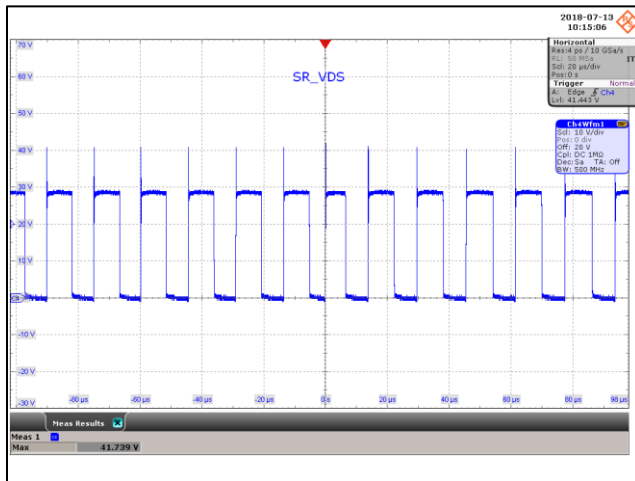 2018-07-13
10:15:06
Horizontal
Res:4 ps / 10 GSa/s
RL: 50 MSa IT
Scl: 20 µs/div
Pos:0 s
Trigger Normal
A: Edge Ch4
Lvl: 41.443 V
Ch4Wfm1
Scl: 10 V/div
Pos: 0 div
Off: 20 V
Cpl: DC 1MΩ
Dec:Sa TA: Off
BW: 500 MHz
SR_VDS
70 V
60 V
50 V
40 V
30 V
20 V
10 V
-10 V
-20 V
-30 V
-80 µs
-60 µs
-40 µs
-20 µs
0 s
20 µs
40 µs
60 µs
80 µs
98 µs
Meas Results
Meas 1
Max 41.739 V